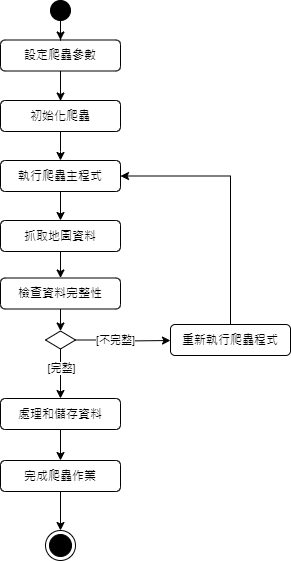 設定爬蟲參數
初始化爬蟲
執行爬蟲主程式
抓取地圖資料
檢查資料完整性
[不完整]
重新執行爬蟲程式
[完整]
處理和儲存資料
完成爬蟲作業